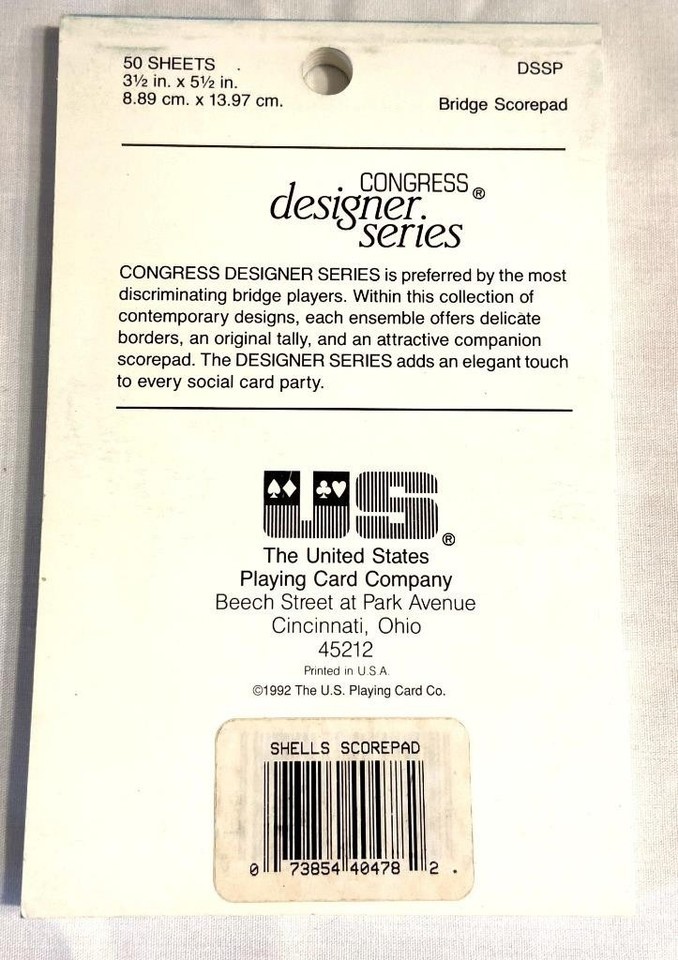 50 SHEETS
3½ in. x 5½ in.
8.89 cm. x 13.97 cm.
DSSP
Bridge Scorepad
CONGRESS
designer®
series
CONGRESS DESIGNER SERIES is preferred by the most
discriminating bridge players. Within this collection of
contemporary designs, each ensemble offers delicate
borders, an original tally, and an attractive companion
scorepad. The DESIGNER SERIES adds an elegant touch
to every social card party.
US®
The United States
Playing Card Company
Beech Street at Park Avenue
Cincinnati, Ohio
45212
Printed in U.S.A.
©1992 The U.S. Playing Card Co.
SHELLS SCOREPAD
0 73854 40478 2